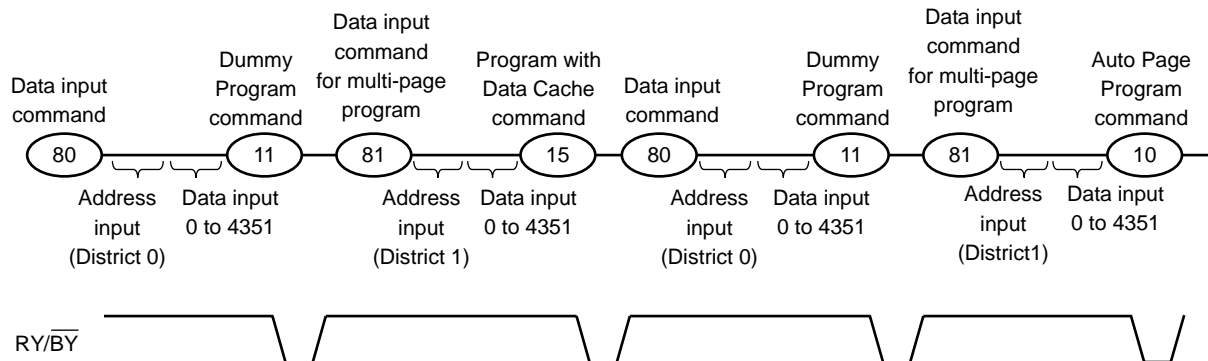 Data input
command
80
Address
input
(District 0)
Data input
0 to 4351
Dummy
Program
command
11
Data input
command
for multi-page
program
81
Address
input
(District 1)
Data input
0 to 4351
Program with
Data Cache
command
15
Data input
command
80
Address
input
(District 0)
Data input
0 to 4351
Dummy
Program
command
11
Data input
command
for multi-page
program
81
Address
input
(District1)
Data input
0 to 4351
Auto Page
Program
command
10
RY/B̅Y̅